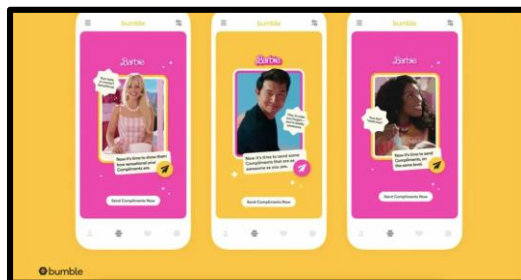 bumble
Barbie
Now it's time to show them
how sensational your
Compliments are.
Send Compliments Now
bumble
Barbie
Now it's time to send some
Compliments that are as
awesome as you are.
Send Compliments Now
bumble
Barbie
Now it's time to send
Compliments, on
the same level.
Send Compliments Now
bumble